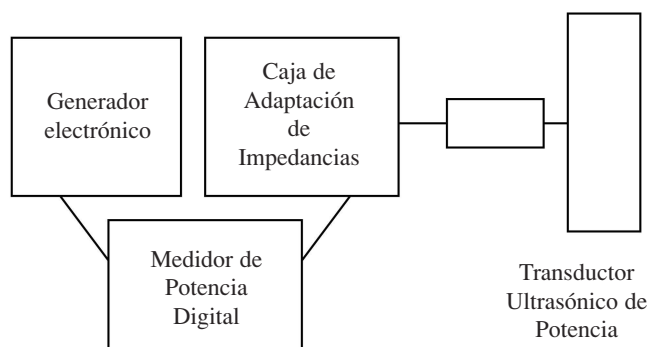 Generador
electrónico
Caja de
Adaptación
de
Impedancias
Medidor de
Potencia
Digital
Transductor
Ultrasónico de
Potencia